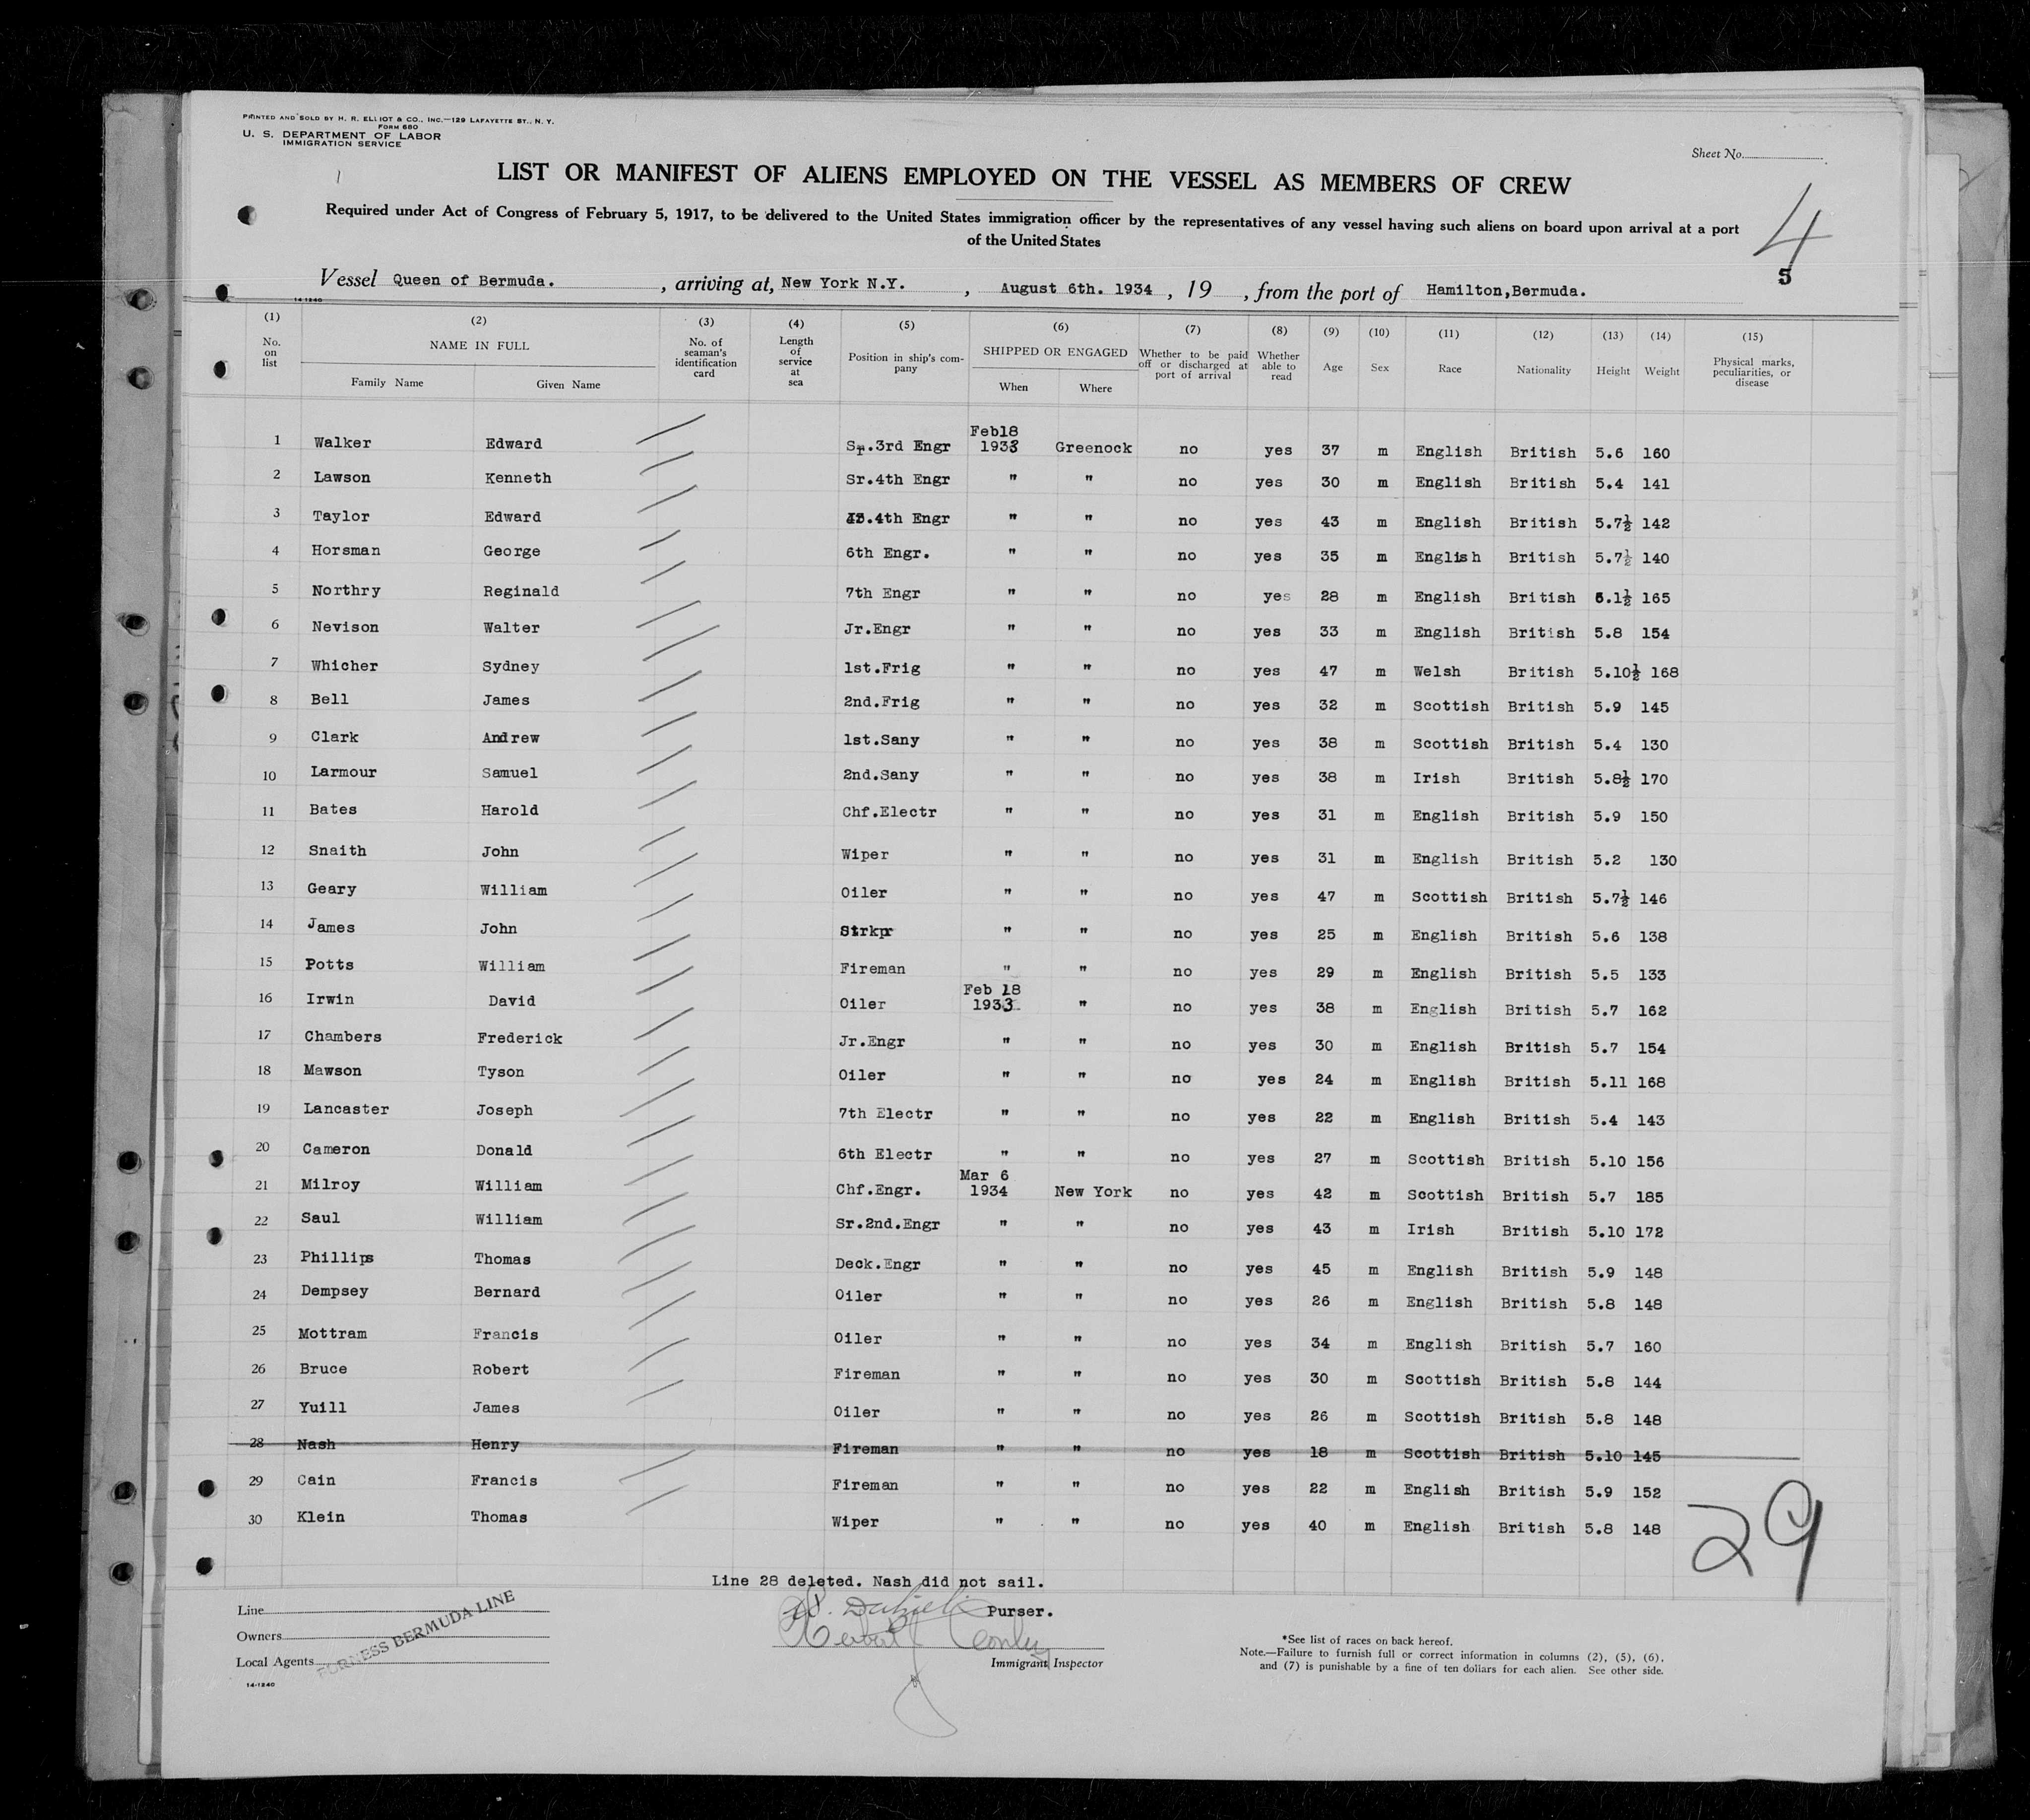 PRINTED AND SOLD BY H. R. ELLIOT & CO., INC.—129 LAFAYETTE ST., N. Y.
FORM 680
U. S. DEPARTMENT OF LABOR
IMMIGRATION SERVICE
Sheet No.
LIST OR MANIFEST OF ALIENS EMPLOYED ON THE VESSEL AS MEMBERS OF CREW
Required under Act of Congress of February 5, 1917, to be delivered to the United States immigration officer by the representatives of any vessel having such aliens on board upon arrival at a port
of the United States
4
5
Vessel Queen of Bermuda. , arriving at, New York N.Y. , August 6th. 1934 , 19 , from the port of Hamilton,Bermuda.
14-1240
(1) (2) (3) (4) (5) (6) (7) (8) (9) (10) (11) (12) (13) (14) (15)
No. on list NAME IN FULL Family Name Given Name No. of seaman's identification card Length of service at sea Position in ship's company SHIPPED OR ENGAGED When Where Whether to be paid off or discharged at port of arrival Whether able to read Age Sex Race Nationality Height Weight Physical marks, peculiarities, or disease
1 Walker Edward Sr.3rd Engr Feb18 1933 Greenock no yes 37 m English British 5.6 160
2 Lawson Kenneth Sr.4th Engr " " no yes 30 m English British 5.4 141
3 Taylor Edward .4th Engr " " no yes 43 m English British 5.7½ 142
4 Horsman George 6th Engr. " " no yes 35 m English British 5.7½ 140
5 Northry Reginald 7th Engr " " no yes 28 m English British 6.1½ 165
6 Nevison Walter Jr.Engr " " no yes 33 m English British 5.8 154
7 Whicher Sydney 1st.Frig " " no yes 47 m Welsh British 5.10½ 168
8 Bell James 2nd.Frig " " no yes 32 m Scottish British 5.9 145
9 Clark Andrew 1st.Sany " " no yes 38 m Scottish British 5.4 130
10 Larmour Samuel 2nd.Sany " " no yes 38 m Irish British 5.8½ 170
11 Bates Harold Chf.Electr " " no yes 31 m English British 5.9 150
12 Snaith John Wiper " " no yes 31 m English British 5.2 130
13 Geary William Oiler " " no yes 47 m Scottish British 5.7½ 146
14 James John Strkpr " " no yes 25 m English British 5.6 138
15 Potts William Fireman " " no yes 29 m English British 5.5 133
16 Irwin David Oiler Feb 18 1933 " no yes 38 m English British 5.7 162
17 Chambers Frederick Jr.Engr " " no yes 30 m English British 5.7 154
18 Mawson Tyson Oiler " " no yes 24 m English British 5.11 168
19 Lancaster Joseph 7th Electr " " no yes 22 m English British 5.4 143
20 Cameron Donald 6th Electr " " no yes 27 m Scottish British 5.10 156
21 Milroy William Chf.Engr. Mar 6 1934 New York no yes 42 m Scottish British 5.7 185
22 Saul William Sr.2nd.Engr " " no yes 43 m Irish British 5.10 172
23 Phillips Thomas Deck.Engr " " no yes 45 m English British 5.9 148
24 Dempsey Bernard Oiler " " no yes 26 m English British 5.8 148
25 Mottram Francis Oiler " " no yes 34 m English British 5.7 160
26 Bruce Robert Fireman " " no yes 30 m Scottish British 5.8 144
27 Yuill James Oiler " " no yes 26 m Scottish British 5.8 148
28 Nash Henry Fireman " " no yes 18 m Scottish British 5.10 145
29 Cain Francis Fireman " " no yes 22 m English British 5.9 152
30 Klein Thomas Wiper " " no yes 40 m English British 5.8 148
29
Line 28 deleted. Nash did not sail.
Purser.
Line
Owners
Local Agents
FURNESS BERMUDA LINE
Immigrant Inspector
14-1240
*See list of races on back hereof.
Note.—Failure to furnish full or correct information in columns (2), (5), (6),
and (7) is punishable by a fine of ten dollars for each alien. See other side.